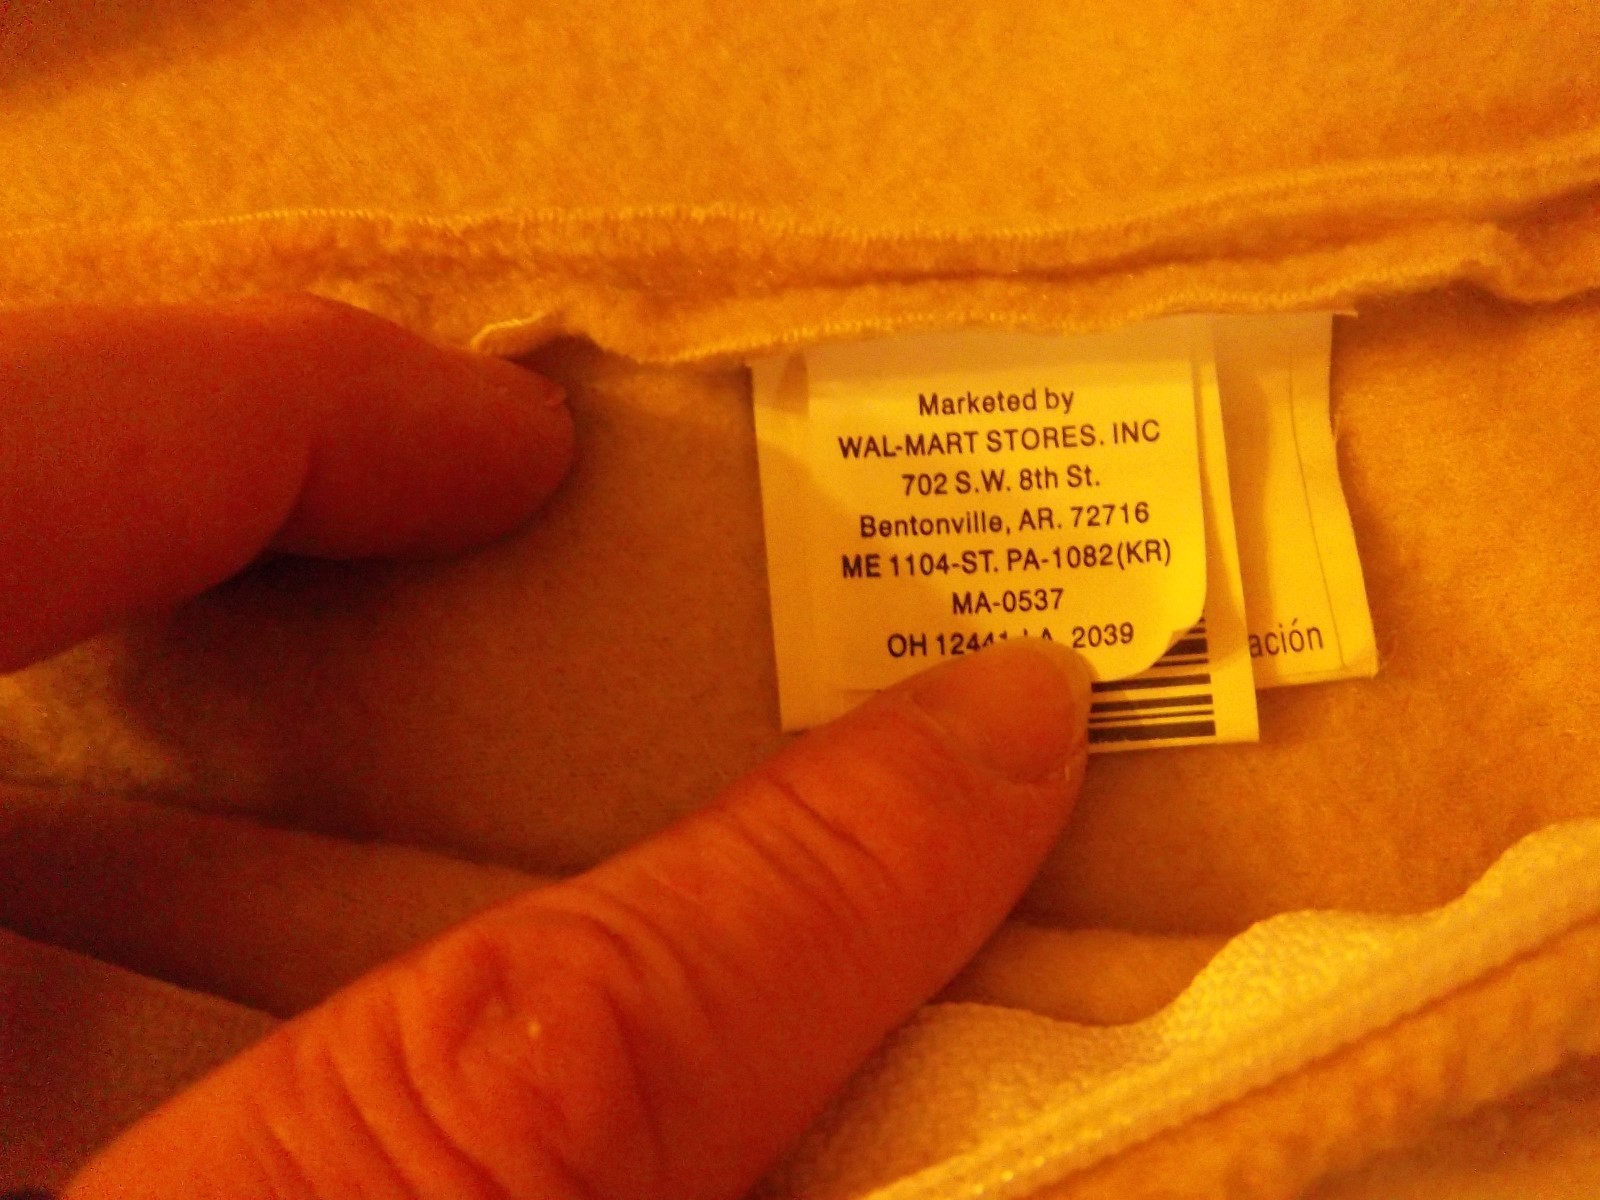 Marketed by
WAL-MART STORES. INC
702 S.W. 8th St.
Bentonville, AR. 72716
ME 1104-ST. PA-1082(KR)
MA-0537
OH 2039
ación